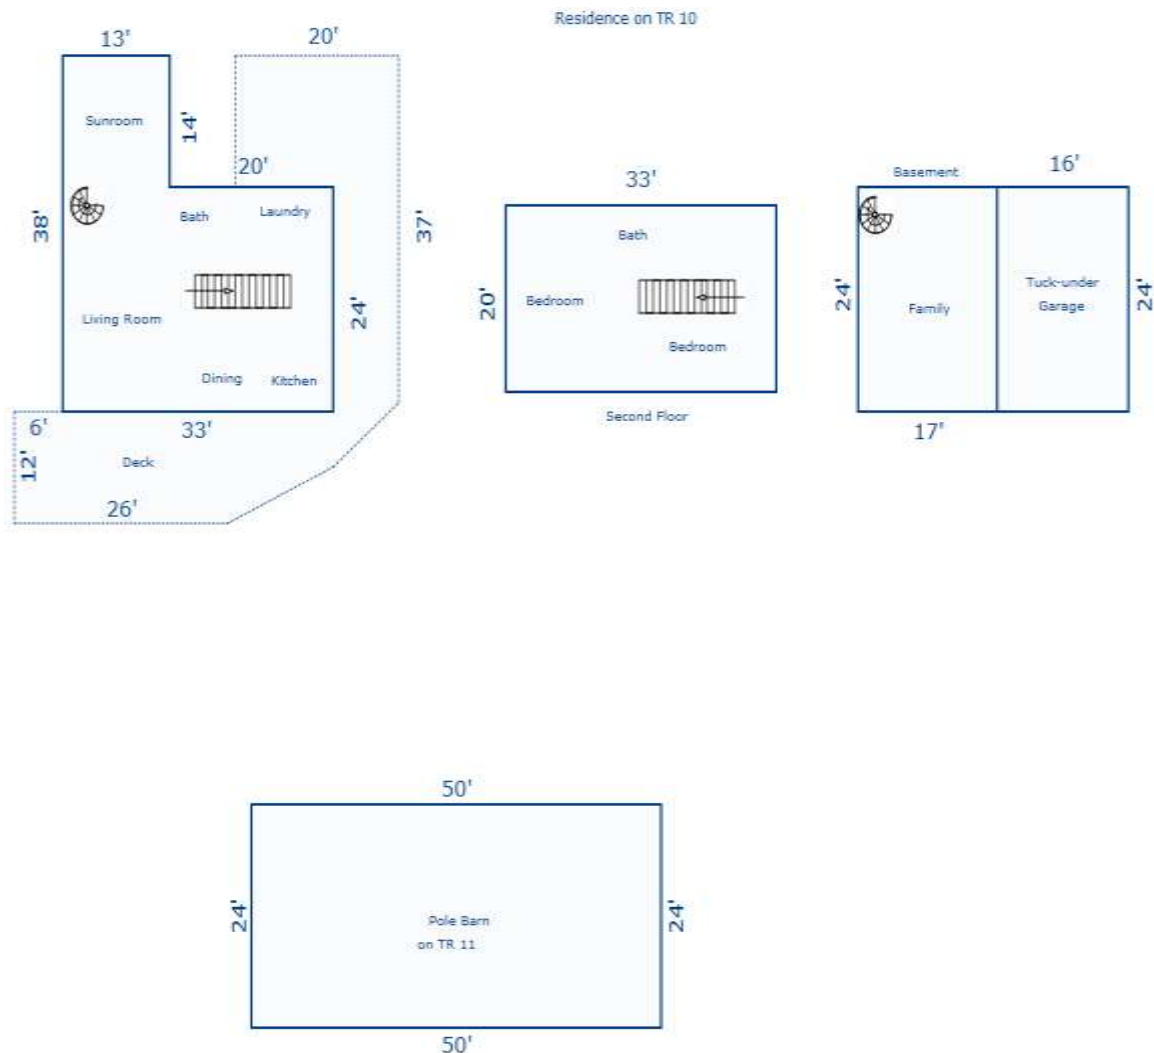 Residence on TR 10
13'
20'
Sunroom
14'
20'
Bath
Laundry
38'
37'
Living Room
24'
Dining
Kitchen
6'
33'
12'
Deck
26'
33'
Bath
20'
Bedroom
Bedroom
Second Floor
Basement
16'
24'
Family
Tuck-under
Garage
24'
17'
50'
24'
Pole Barn
on TR 11
24'
50'